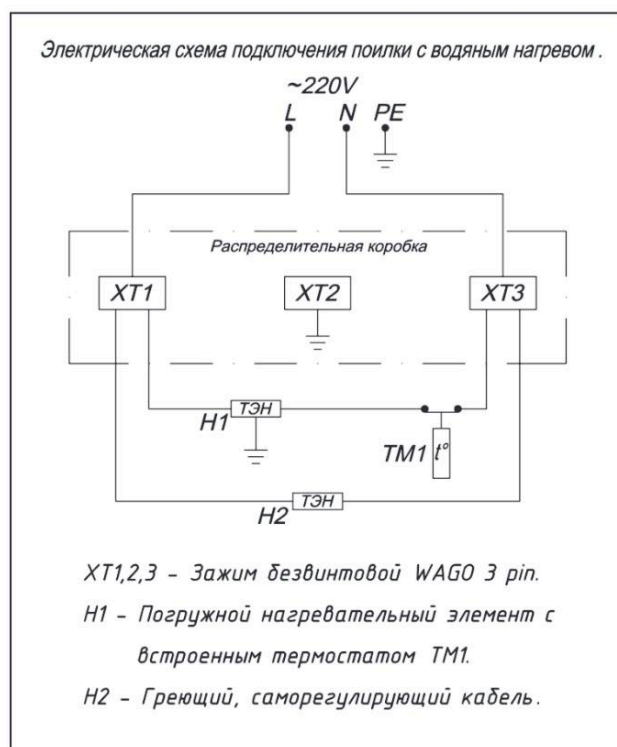 Электрическая схема подключения поилки с водяным нагревом .
~220V
L N PE
Распределительная коробка
XT1 XT2 XT3
ТЭН
H1
TM1 t°
ТЭН
H2
XT1,2,3 - Зажим безвинтовой WAGO 3 pin.
H1 - Погружной нагревательный элемент с
встроенным термостатом ТМ1.
H2 - Греющий, саморегулирующий кабель.